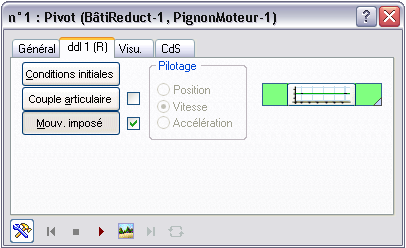 n°1 : Pivot (BâtiReduct-1, PignonMoteur-1)
Général ddl 1 (R) Visu. CdS
Conditions initiales
Couple articulaire
Mouv. imposé
Pilotage
Position
Vitesse
Accélération